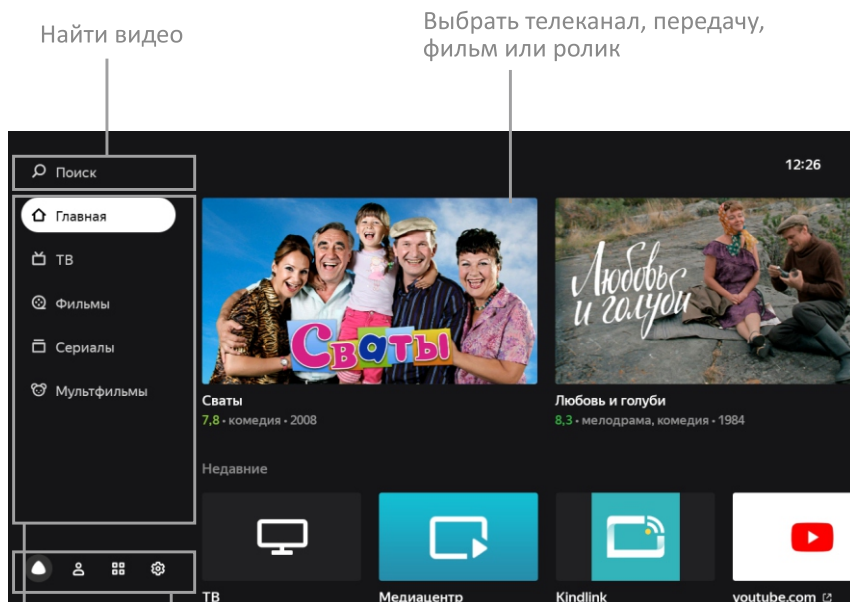 Найти видео
Выбрать телеканал, передачу,
фильм или ролик
Поиск
12:26
Главная
ТВ
Фильмы
Сериалы
Мультфильмы
Сваты
Любовь
и голуби
Сваты
7,8 • комедия • 2008
Любовь и голуби
8,3 • мелодрама, комедия • 1984
Недавние
ТВ
Медиацентр
Kindlink
youtube.com